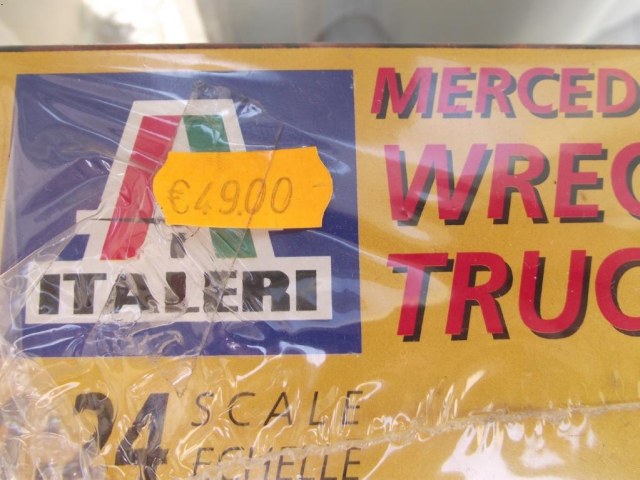 MERCED
€49.00
WREC
TRUC
ITALERI
24
SCALE
ECHELLE